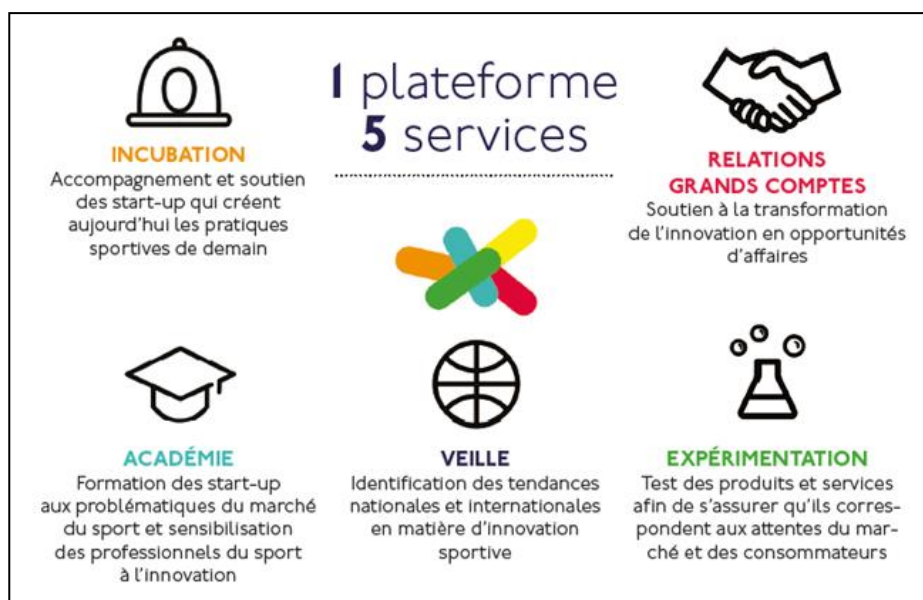 1 plateforme
5 services
INCUBATION
Accompagnement et soutien
des start-up qui créent
aujourd'hui les pratiques
sportives de demain
RELATIONS
GRANDS COMPTES
Soutien à la transformation
de l'innovation en opportunités
d'affaires
ACADÉMIE
Formation des start-up
aux problématiques du marché
du sport et sensibilisation
des professionnels du sport
à l'innovation
VEILLE
Identification des tendances
nationales et internationales
en matière d'innovation
sportive
EXPÉRIMENTATION
Test des produits et services
afin de s'assurer qu'ils corres-
pondent aux attentes du mar-
ché et des consommateurs